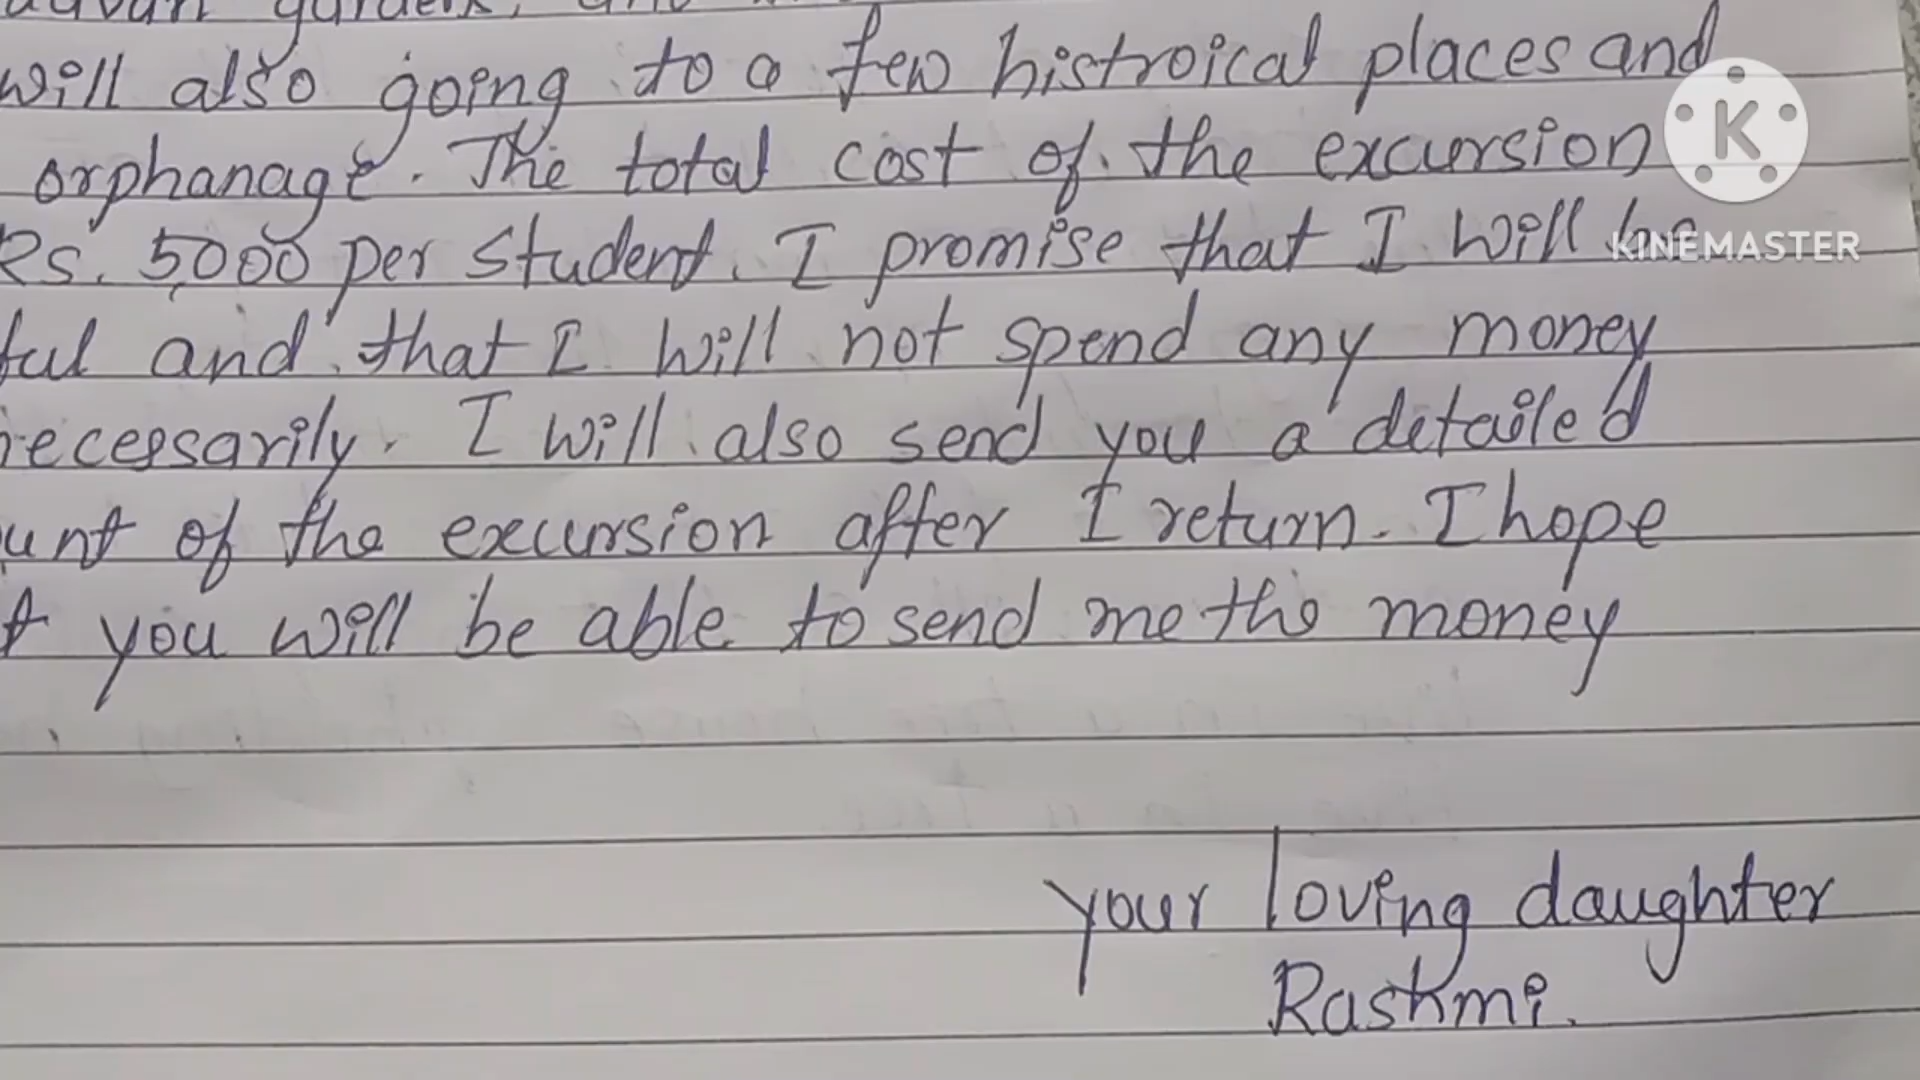 will also going to a few histroical places and
orphanage. The total cost of the excursion
Rs. 5000 per student. I promise that I will be
ful and that I will not spend any money
necessarily. I will also send you a detailed
unt of the excursion after I return. I hope
t you will be able to send me the money
your loving daughter
Rashmi.
K
KINEMASTER